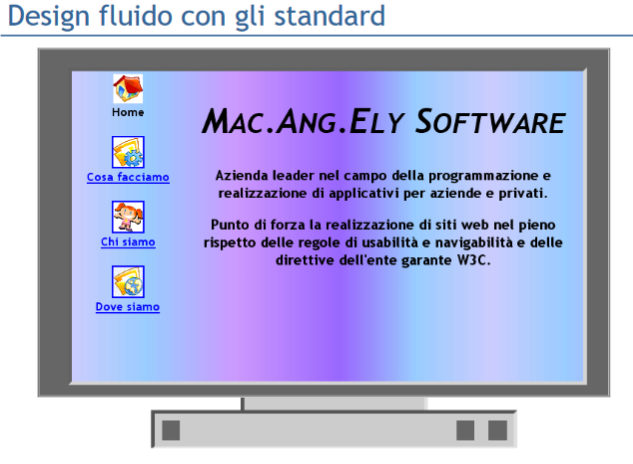 Design fluido con gli standard
Home
Cosa facciamo
Chi siamo
Dove siamo
Mac.Ang.Ely Software
Azienda leader nel campo della programmazione e
realizzazione di applicativi per aziende e privati.
Punto di forza la realizzazione di siti web nel pieno
rispetto delle regole di usabilità e navigabilità e delle
direttive dell'ente garante W3C.